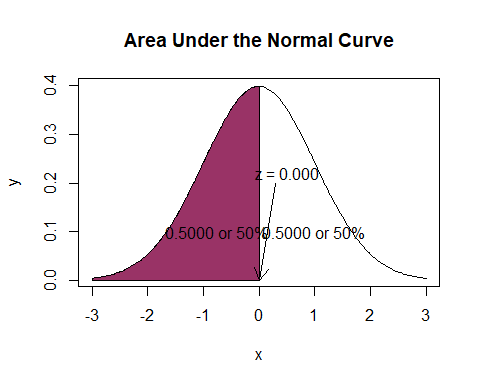 Area Under the Normal Curve
0.4
0.3
0.2
0.1
0.0
y
z = 0.000
0.5000 or 50%
0.5000 or 50%
-3 -2 -1 0 1 2 3
x